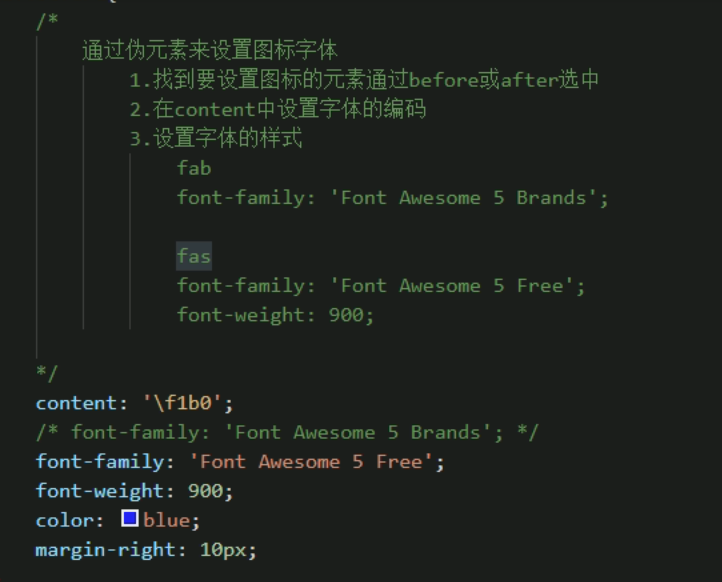 /*
通过伪元素来设置图标字体
1.找到要设置图标的元素通过before或after选中
2.在content中设置字体的编码
3.设置字体的样式
fab
font-family: 'Font Awesome 5 Brands';
fas
font-family: 'Font Awesome 5 Free';
font-weight: 900;
*/
content: '\f1b0';
/* font-family: 'Font Awesome 5 Brands'; */
font-family: 'Font Awesome 5 Free';
font-weight: 900;
color: blue;
margin-right: 10px;